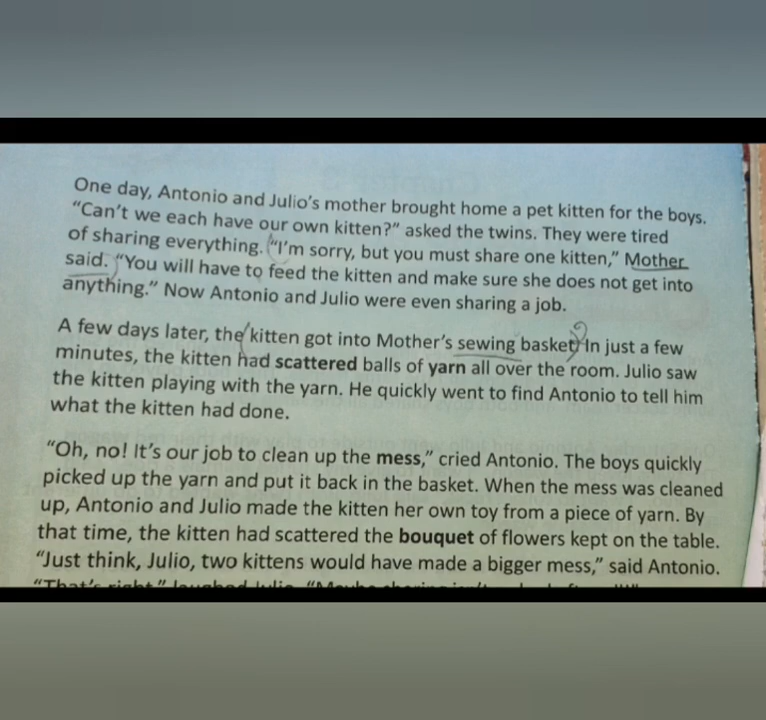 One day, Antonio and Julio's mother brought home a pet kitten for the boys.
"Can't we each have our own kitten?" asked the twins. They were tired
of sharing everything. "I'm sorry, but you must share one kitten," Mother
said. "You will have to feed the kitten and make sure she does not get into
anything." Now Antonio and Julio were even sharing a job.
A few days later, the kitten got into Mother's sewing basket. In just a few
minutes, the kitten had scattered balls of yarn all over the room. Julio saw
the kitten playing with the yarn. He quickly went to find Antonio to tell him
what the kitten had done.
"Oh, no! It's our job to clean up the mess," cried Antonio. The boys quickly
picked up the yarn and put it back in the basket. When the mess was cleaned
up, Antonio and Julio made the kitten her own toy from a piece of yarn. By
that time, the kitten had scattered the bouquet of flowers kept on the table.
"Just think, Julio, two kittens would have made a bigger mess," said Antonio.
"That's right," laughed Julio. "Maybe sharing isn't